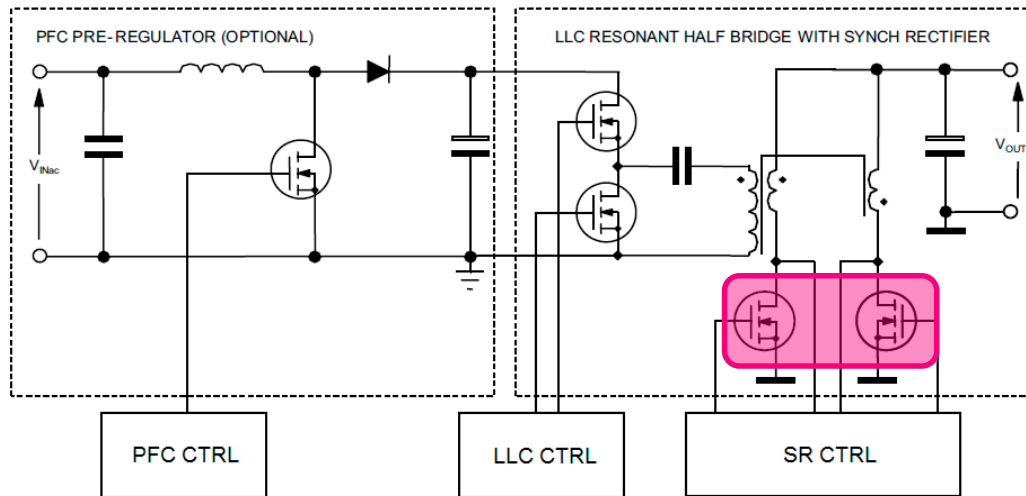 PFC PRE-REGULATOR (OPTIONAL)
LLC RESONANT HALF BRIDGE WITH SYNCH RECTIFIER
VINac
VOUT
PFC CTRL
LLC CTRL
SR CTRL